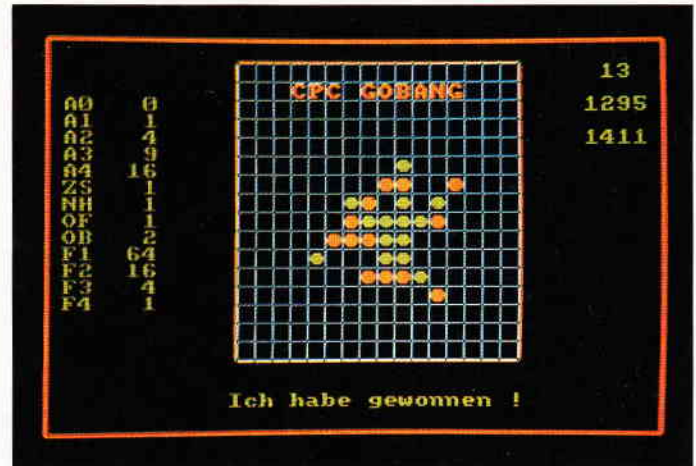 CPC GOBANG
A0 0
A1 1
A2 4
A3 9
A4 16
ZS 1
NH 1
OF 1
OB 2
F1 64
F2 16
F3 4
F4 1
13
1295
1411
Ich habe gewonnen !